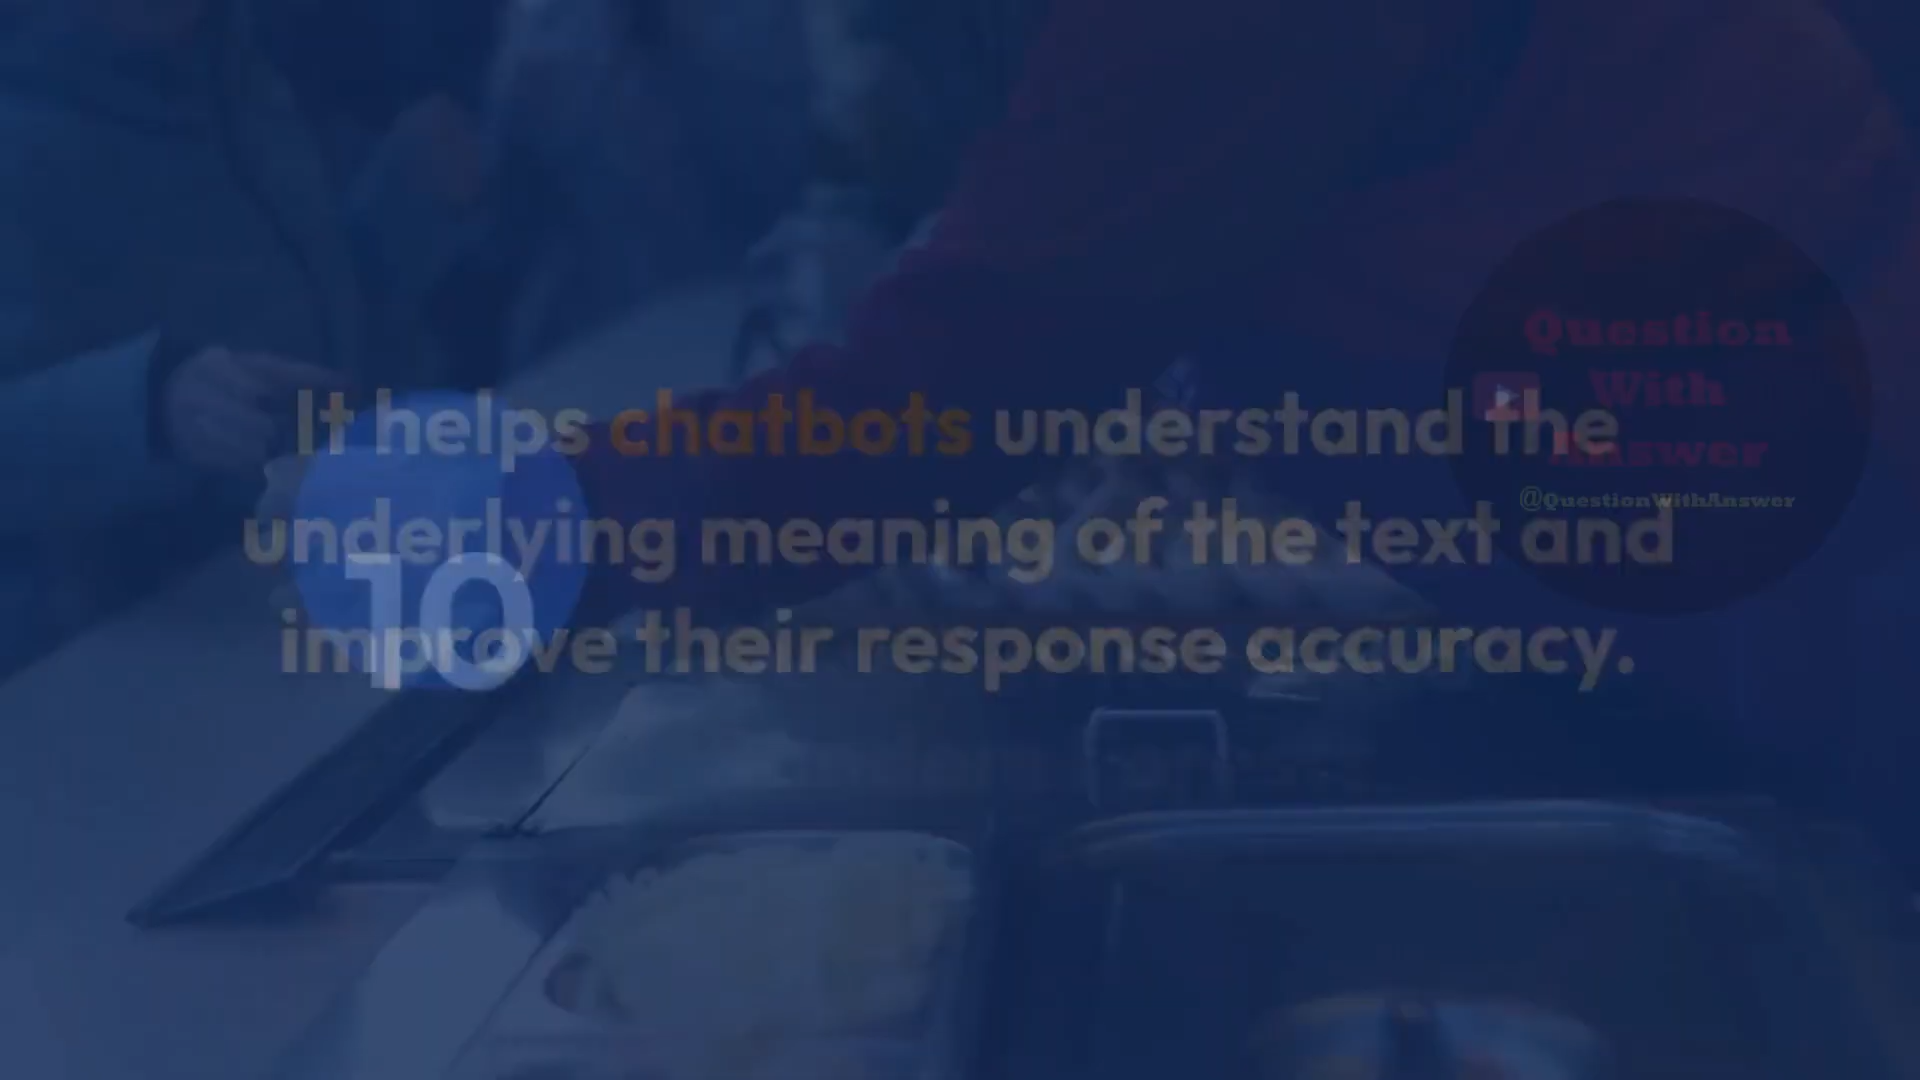 It helps chatbots understand the
underlying meaning of the text and
improve their response accuracy.
10
Question
With
Answer
@QuestionWithAnswer